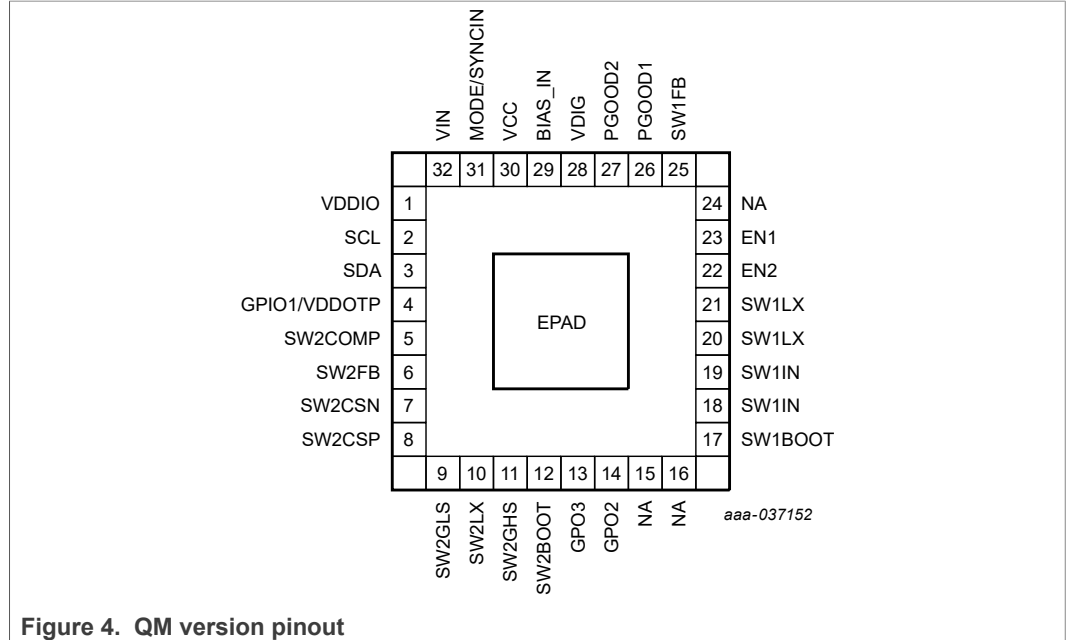 VIN
MODE/SYNCIN
VCC
BIAS_IN
VDIG
PGOOD2
PGOOD1
SW1FB
32 31 30 29 28 27 26 25
VDDIO 1 24 NA
SCL 2 23 EN1
SDA 3 22 EN2
GPIO1/VDDOTP 4 21 SW1LX
SW2COMP 5 EPAD 20 SW1LX
SW2FB 6 19 SW1IN
SW2CSN 7 18 SW1IN
SW2CSP 8 17 SW1BOOT
9 10 11 12 13 14 15 16
SW2GLS
SW2LX
SW2GHS
SW2BOOT
GPO3
GPO2
NA
NA
aaa-037152
Figure 4. QM version pinout